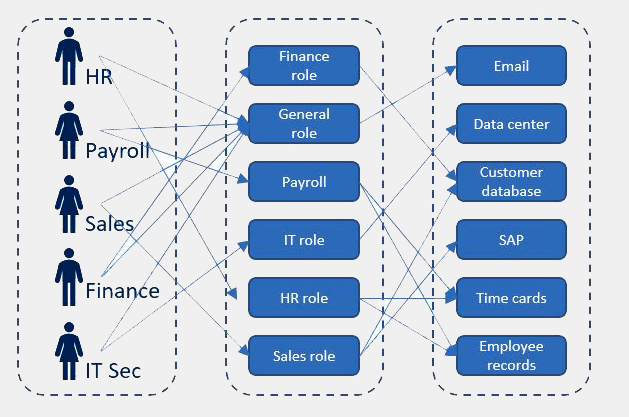 HR
Payroll
Sales
Finance
IT Sec
Finance
role
General
role
Payroll
IT role
HR role
Sales role
Email
Data center
Customer
database
SAP
Time cards
Employee
records